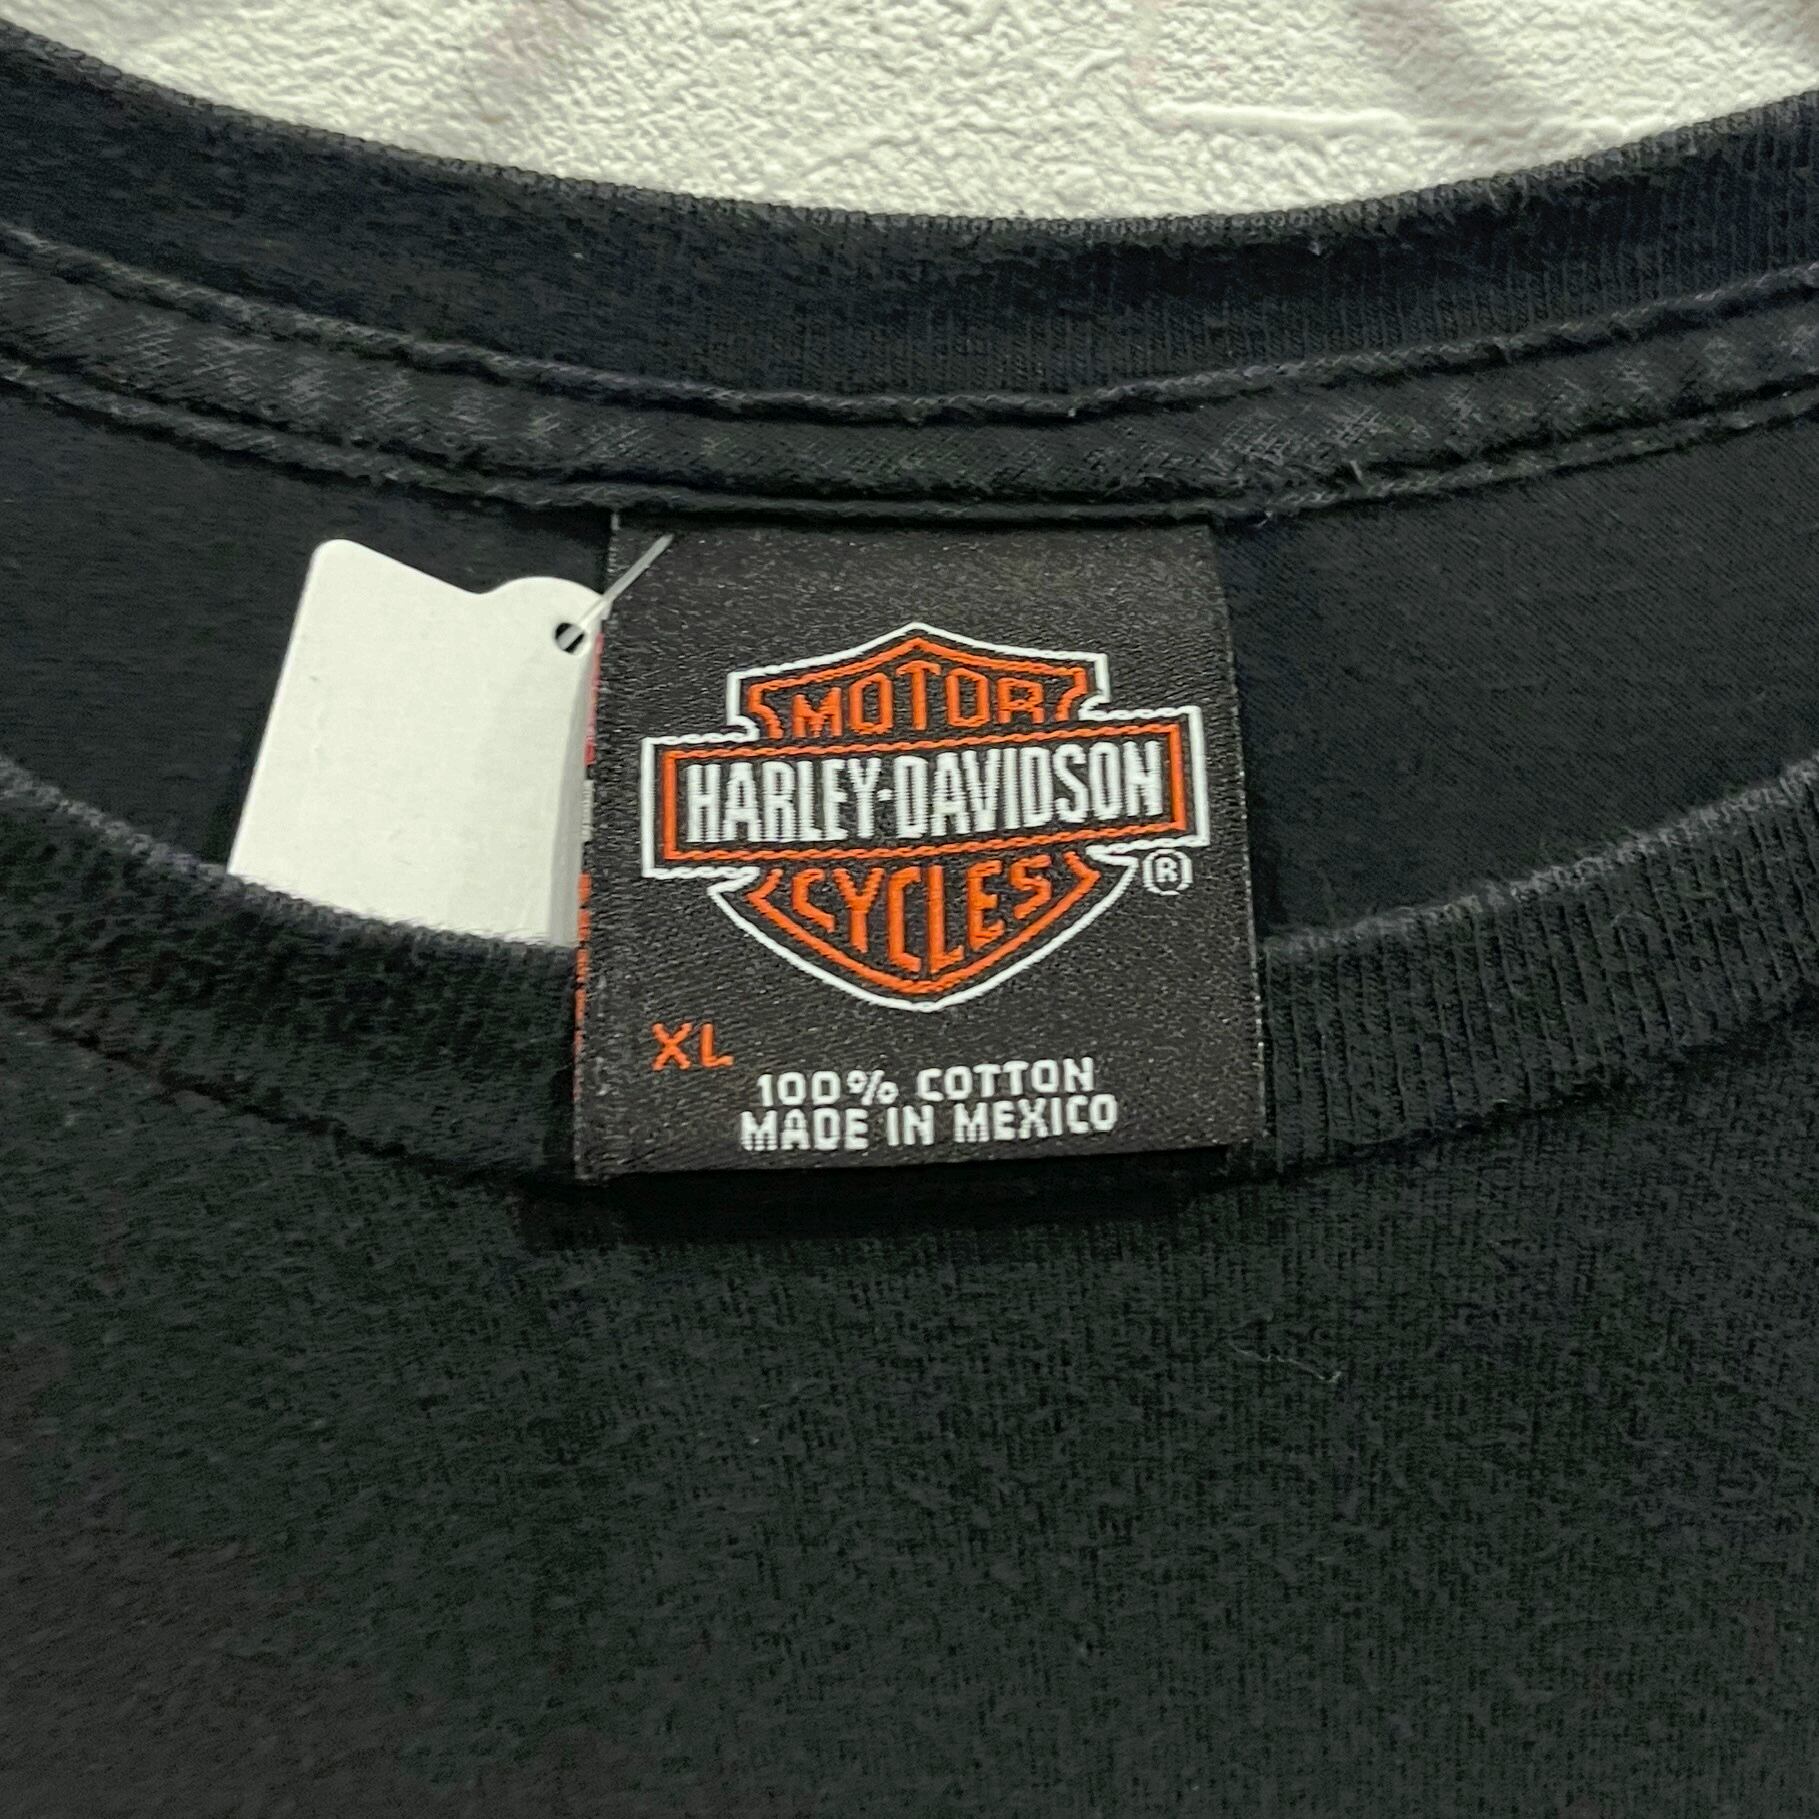 MOTOR
HARLEY-DAVIDSON
CYCLES
®
XL
100% COTTON
MADE IN MEXICO